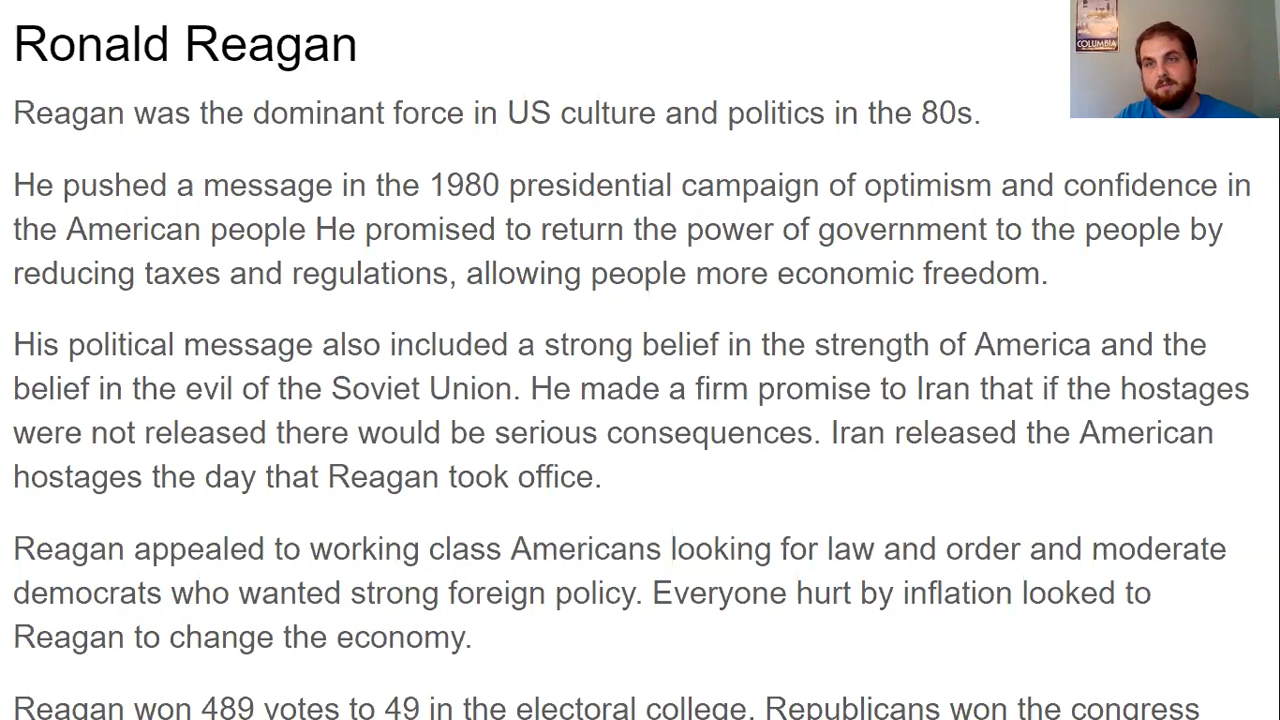 Ronald Reagan
COLUMBIA
Reagan was the dominant force in US culture and politics in the 80s.
He pushed a message in the 1980 presidential campaign of optimism and confidence in
the American people He promised to return the power of government to the people by
reducing taxes and regulations, allowing people more economic freedom.
His political message also included a strong belief in the strength of America and the
belief in the evil of the Soviet Union. He made a firm promise to Iran that if the hostages
were not released there would be serious consequences. Iran released the American
hostages the day that Reagan took office.
Reagan appealed to working class Americans looking for law and order and moderate
democrats who wanted strong foreign policy. Everyone hurt by inflation looked to
Reagan to change the economy.
Reagan won 489 votes to 49 in the electoral college. Republicans won the congress